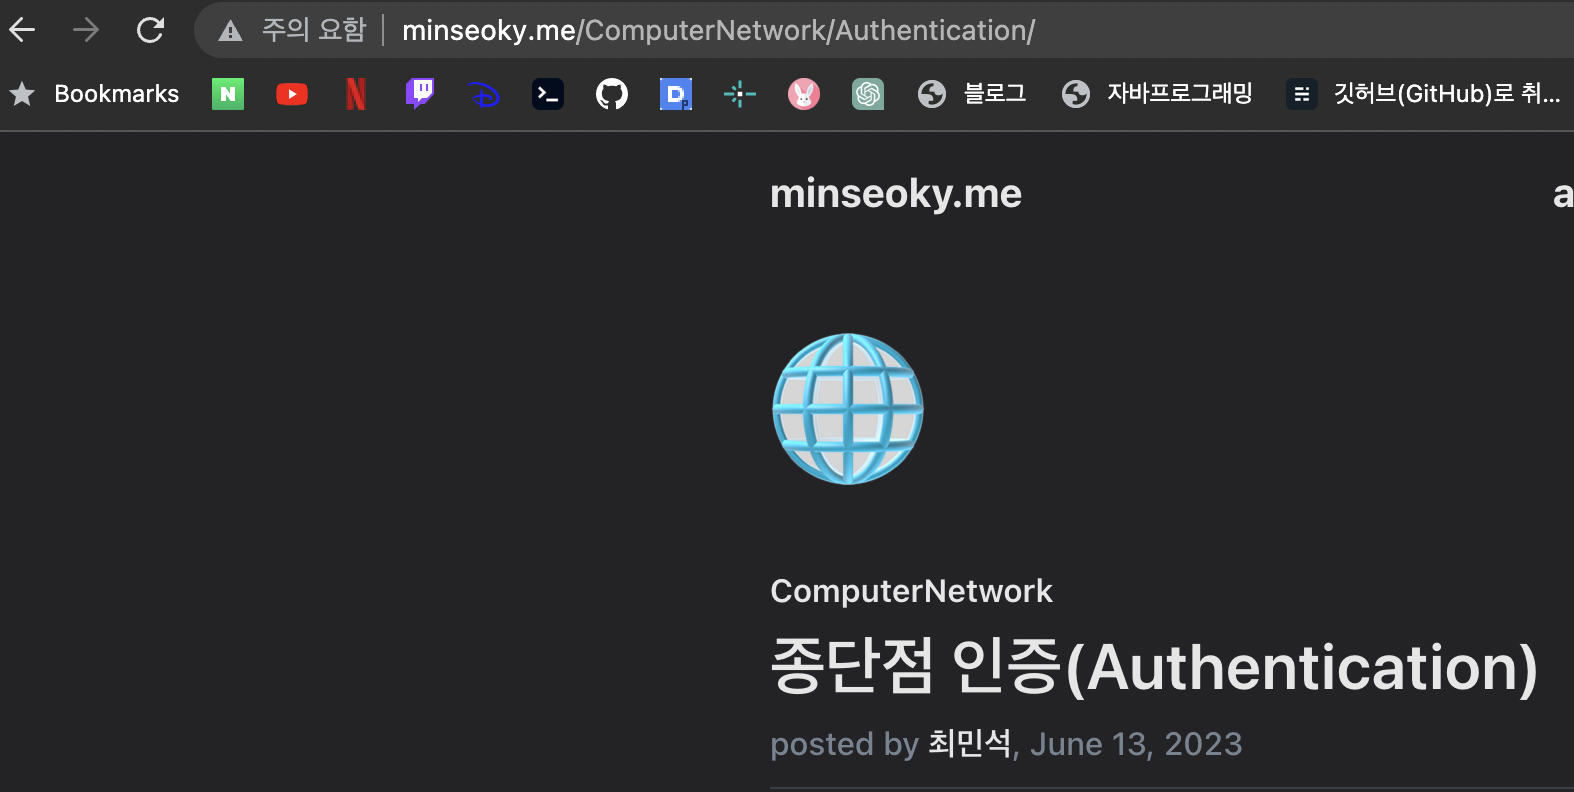 주의 요함 minseoky.me/ComputerNetwork/Authentication/
Bookmarks 블로그 자바프로그래밍 깃허브(GitHub)로 취...
minseoky.me a
ComputerNetwork
종단점 인증(Authentication)
posted by 최민석, June 13, 2023